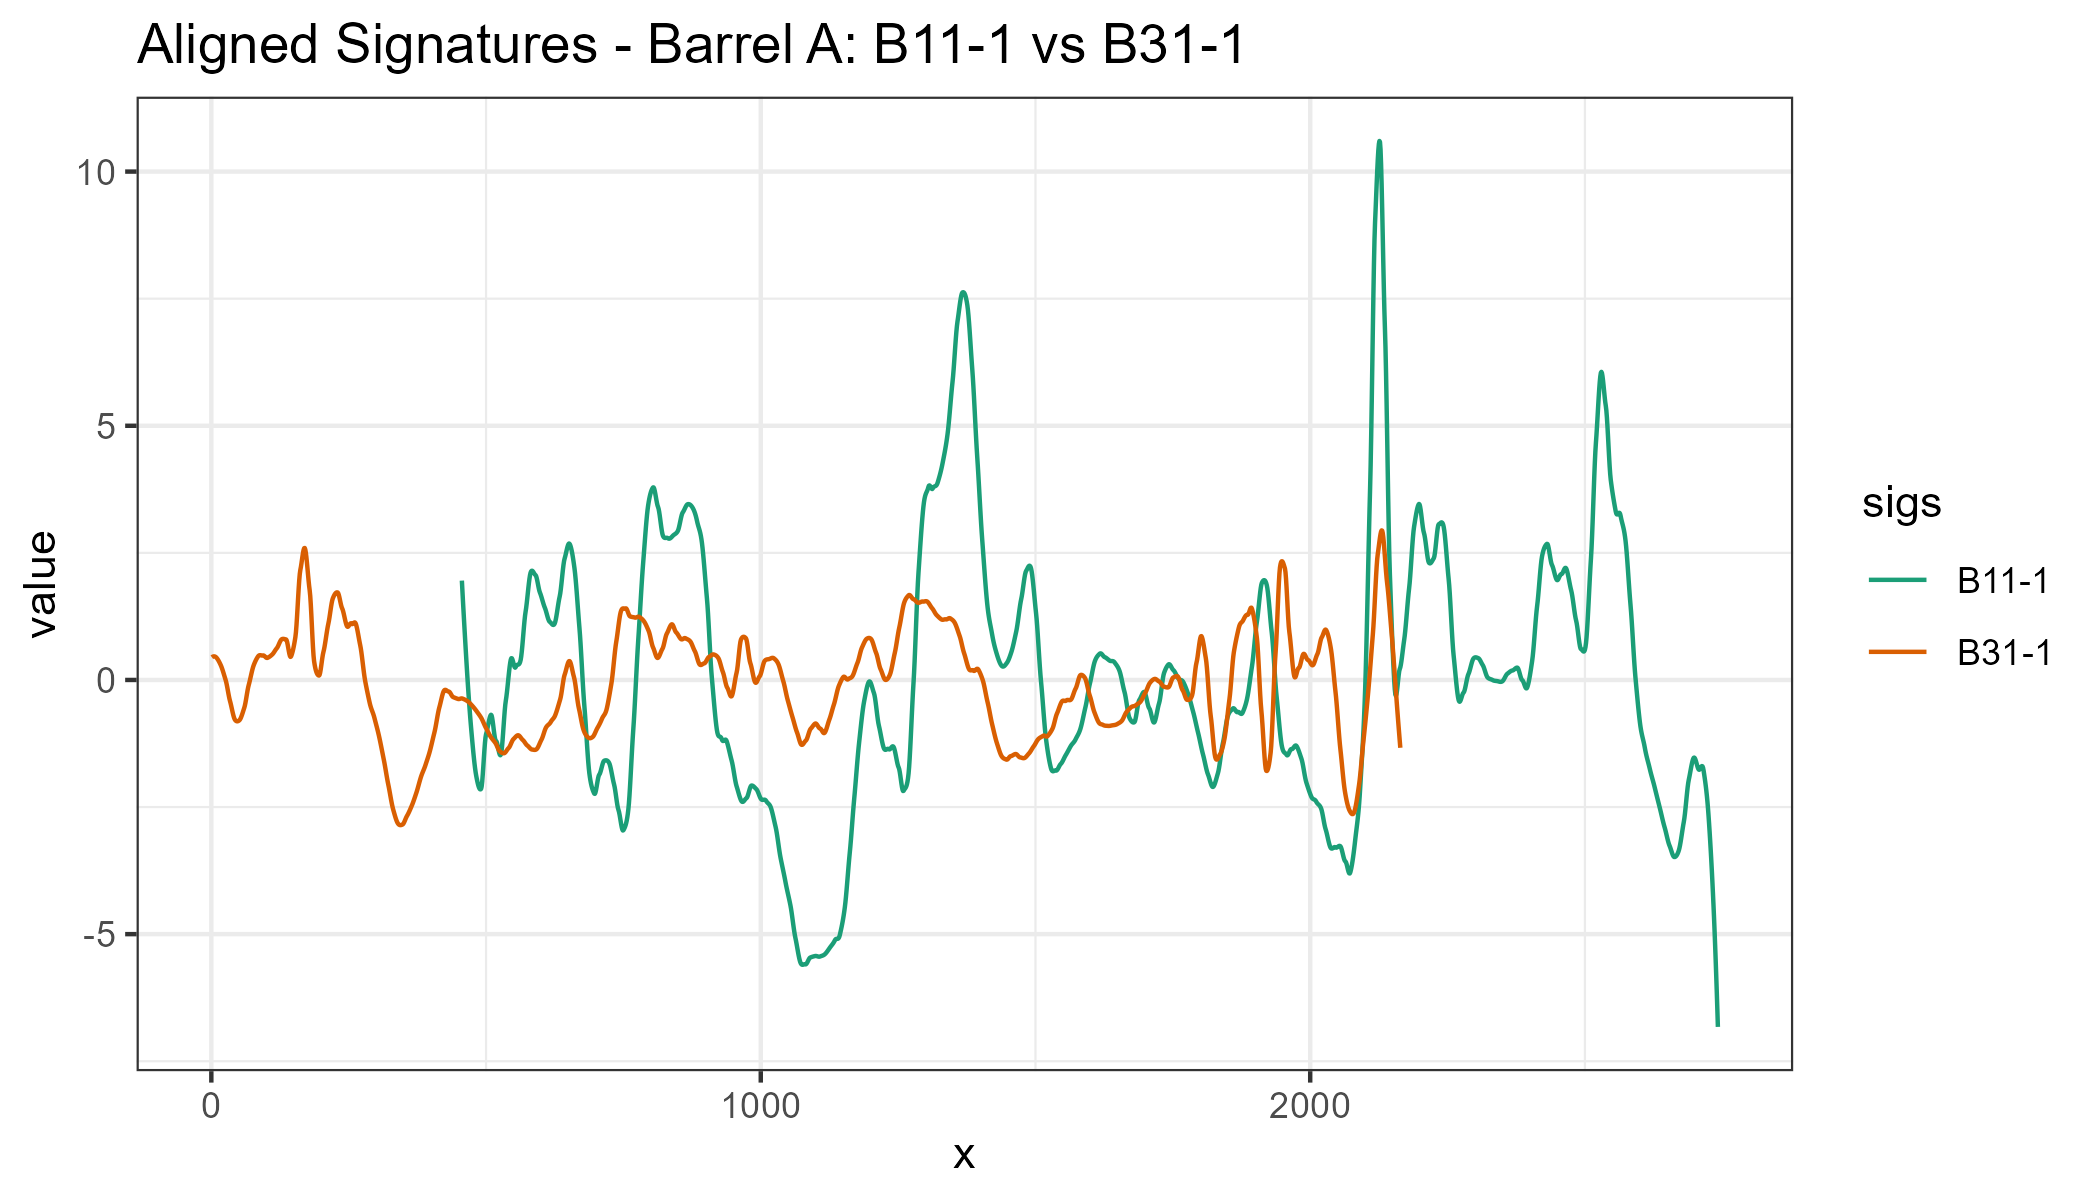 Aligned Signatures - Barrel A: B11-1 vs B31-1
10
5
0
-5
value
0 1000 2000
x
sigs
B11-1
B31-1